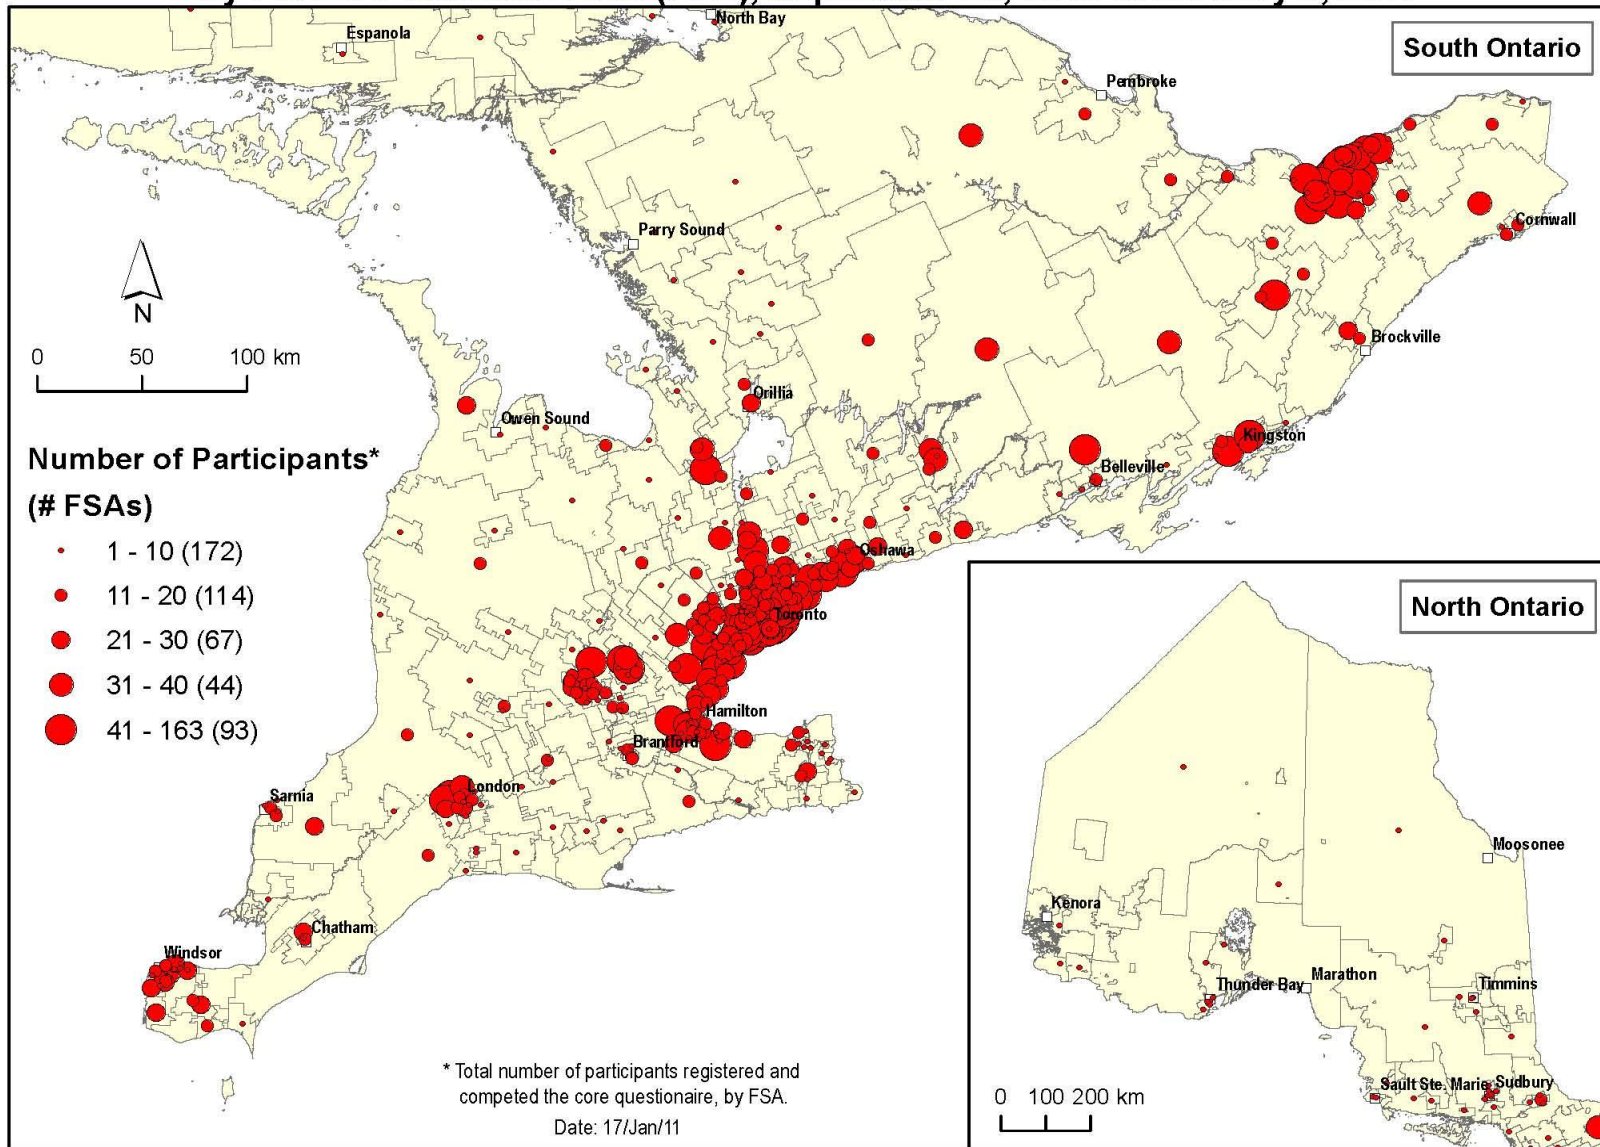 North Bay
Espanola
South Ontario
Pembroke
Parry Sound
Cornwall
N
0 50 100 km
Brockville
Orillia
Owen Sound
Kingston
Belleville
Number of Participants*
(# FSAs)
1 - 10 (172)
11 - 20 (114)
21 - 30 (67)
31 - 40 (44)
41 - 163 (93)
Oshawa
Toronto
Hamilton
Brantford
London
Sarnia
Chatham
Windsor
* Total number of participants registered and
competed the core questionaire, by FSA.
Date: 17/Jan/11
North Ontario
Moosonee
Kenora
Marathon
Thunder Bay
Timmins
Sault Ste. Marie
Sudbury
0 100 200 km